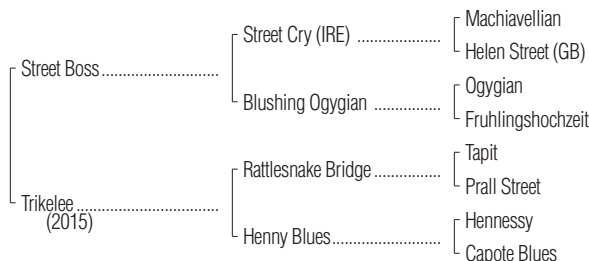 Machiavellian
Street Cry (IRE) ..................
Helen Street (GB)
Street Boss.........................
Ogygian
Blushing Ogygian ..............
Fruhlingshochzeit
Tapit
Rattlesnake Bridge ..............
Prall Street
Trikelee..............................
(2015)
Hennessy
Henny Blues.......................
Capote Blues